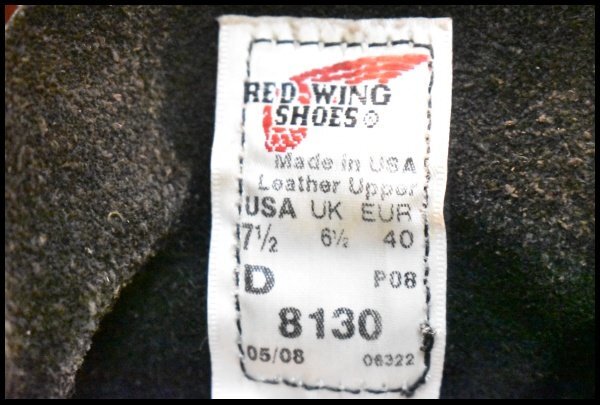 RED WING
SHOES®
Made in USA
Leather Upper
USA UK EUR
7½ 6½ 40
D P08
8130
05/08 06322